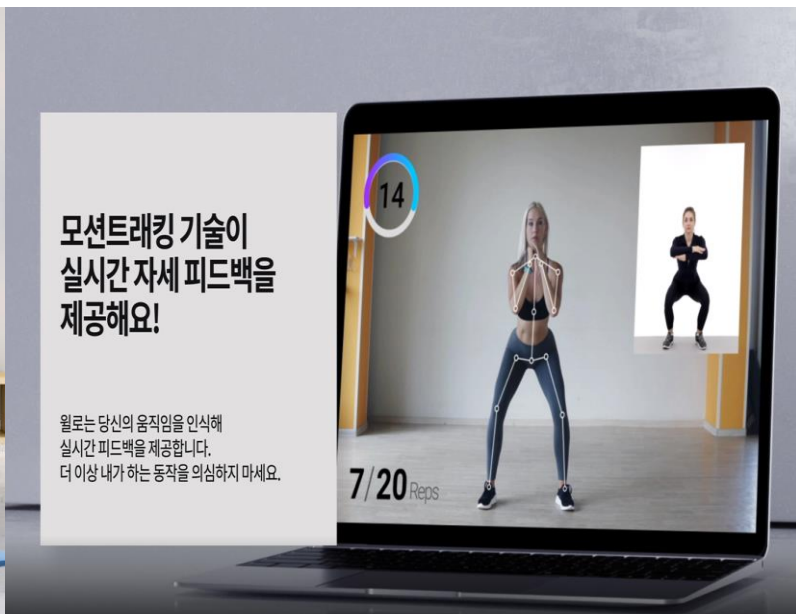 모션트래킹 기술이
실시간 자세 피드백을
제공해요!
윌로는 당신의 움직임을 인식해
실시간 피드백을 제공합니다.
더 이상 내가 하는 동작을 의심하지 마세요.
14
7/20 Reps